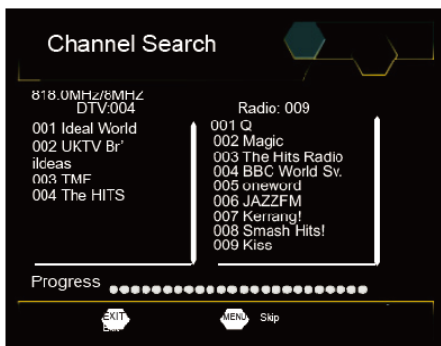 Channel Search
818.0MHz/8MHz
DTV:004
001 Ideal World
002 UKTV Br'
ildeas
003 TMF
004 The HITS
Radio: 009
001 Q
002 Magic
003 The Hits Radio
004 BBC World Sv.
005 oneword
006 JAZZFM
007 Kerrang!
008 Smash Hits!
009 Kiss
Progress
EXIT
Exit
MENU
Skip